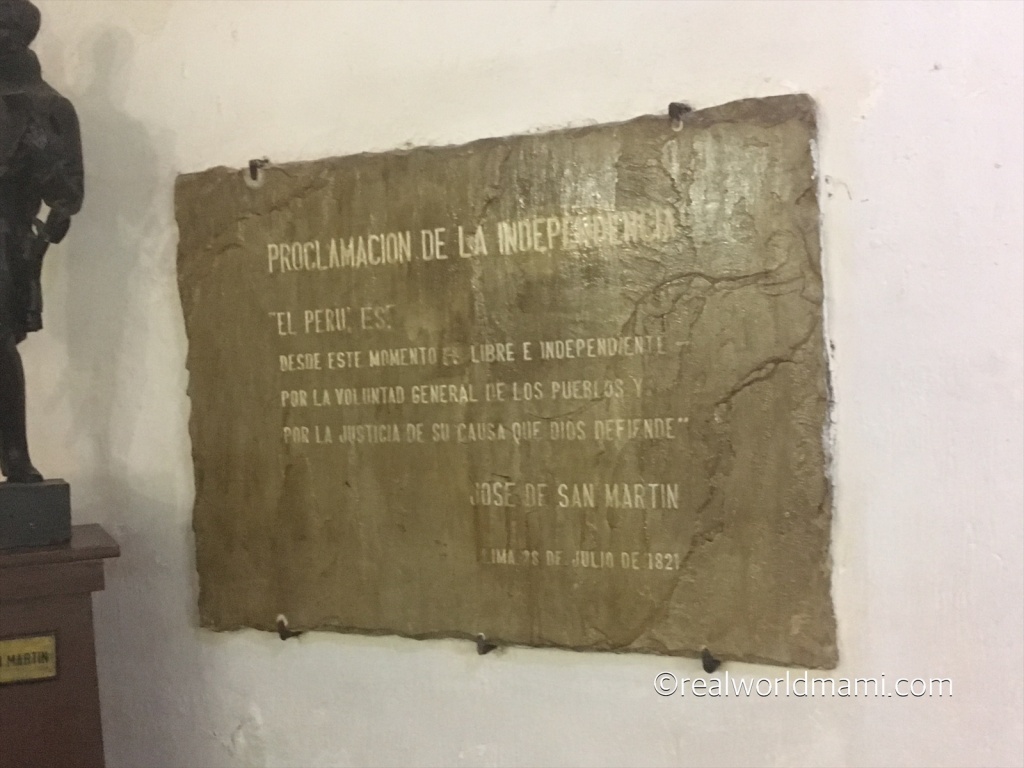 PROCLAMACION DE LA INDEPENDENCIA
"EL PERU, ES"
DESDE ESTE MOMENTO ES LIBRE E INDEPENDIENTE -
POR LA VOLUNTAD GENERAL DE LOS PUEBLOS Y
POR LA JUSTICIA DE SU CAUSA QUE DIOS DEFIENDE"
JOSE DE SAN MARTIN
LIMA 28 DE JULIO DE 1821
MARTIN
©realworldmami.com